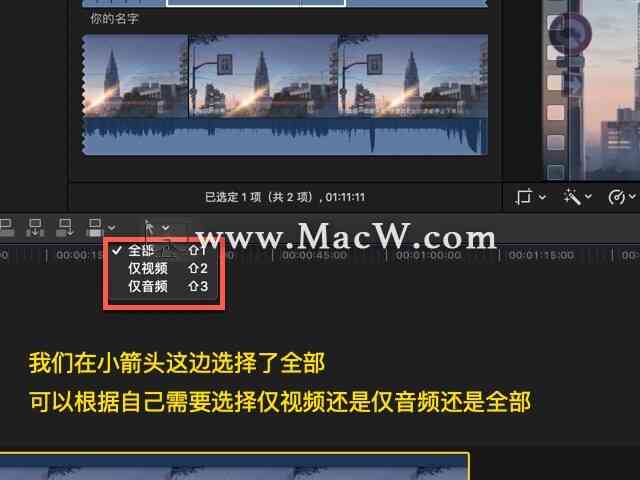 你的名字
已选定 1 项（共 2 项）, 01:11:11
www.MacW.com
00:00:15
00:00:45:00
00:01:00:00
00:01:15:00
✓ 全部 ⇧1
仅视频 ⇧2
仅音频 ⇧3
我们在小箭头这边选择了全部
可以根据自己需要选择仅视频还是仅音频还是全部